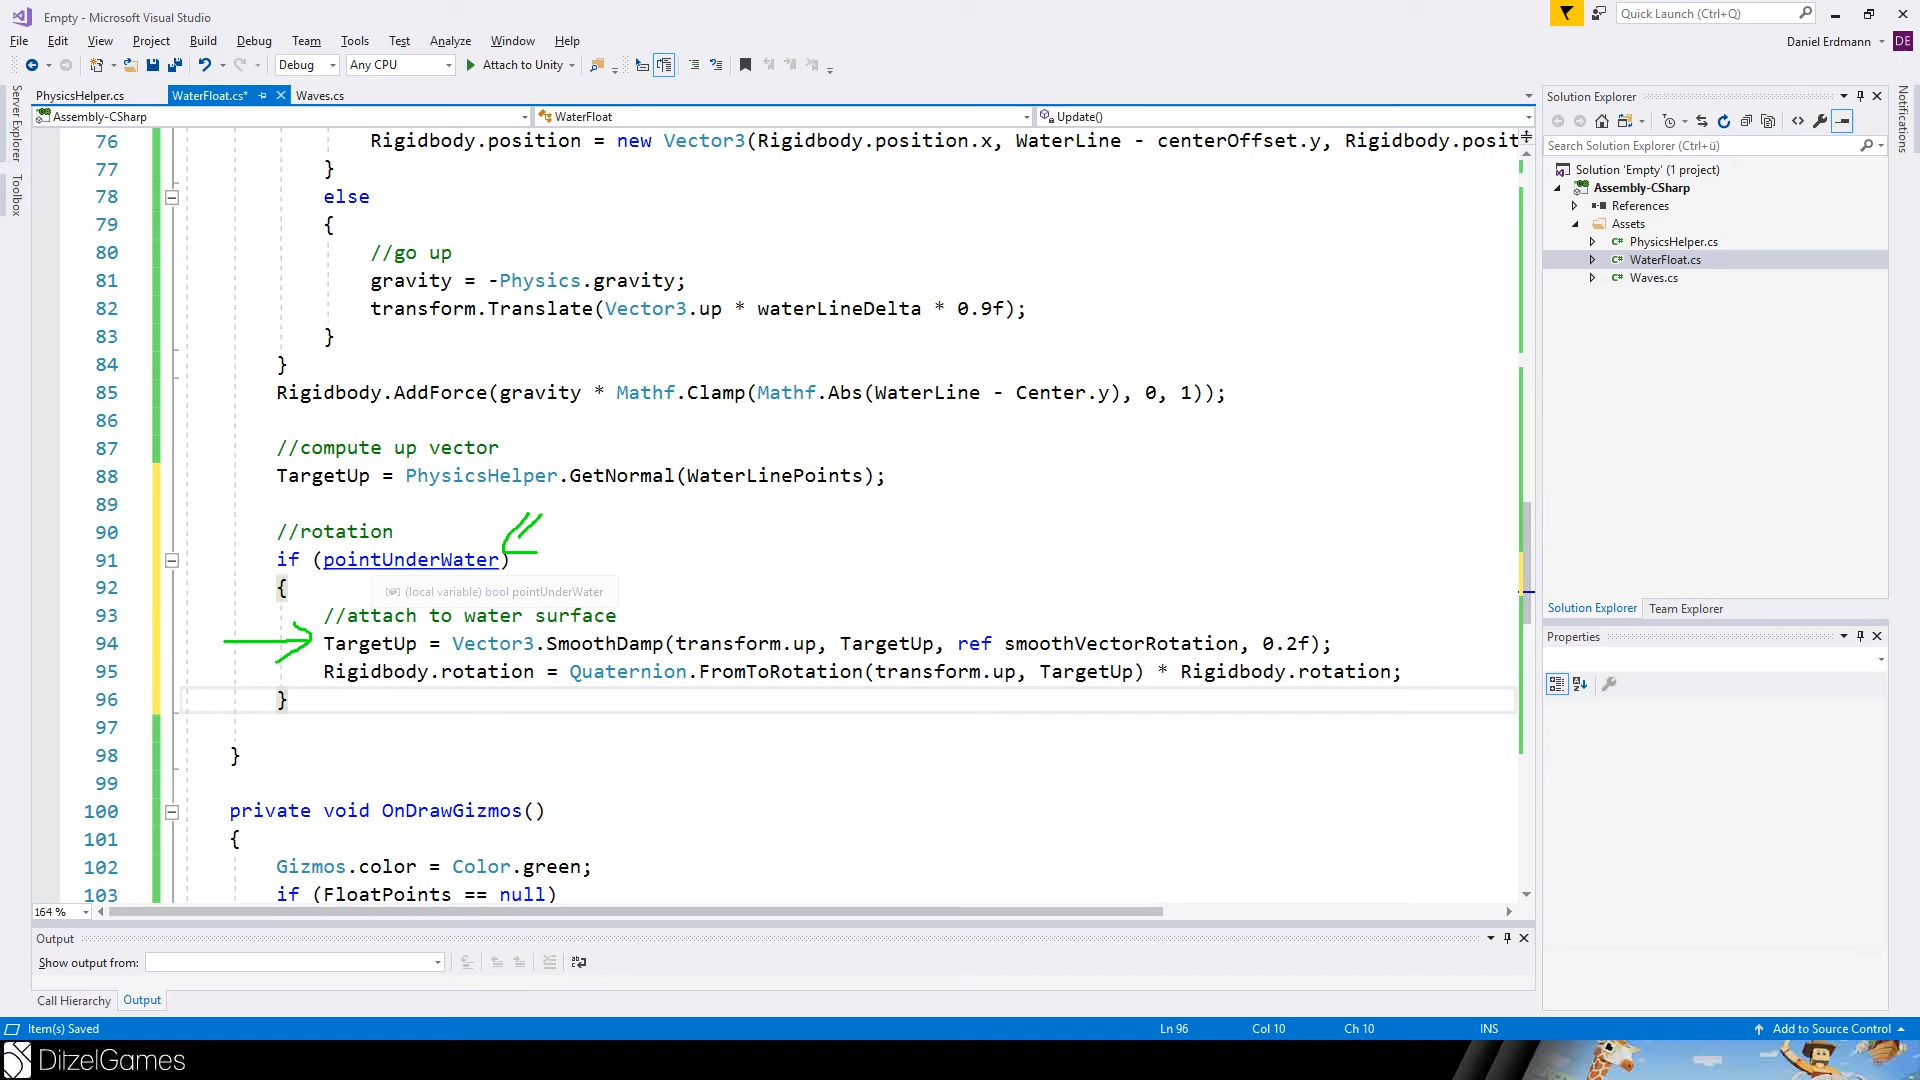 Empty - Microsoft Visual Studio
Quick Launch (Ctrl+Q)
File Edit View Project Build Debug Team Tools Test Analyze Window Help
Daniel Erdmann DE
Debug Any CPU Attach to Unity
Server Explorer
Toolbox
PhysicsHelper.cs WaterFloat.cs* Waves.cs
Assembly-CSharp WaterFloat Update()
76 Rigidbody.position = new Vector3(Rigidbody.position.x, WaterLine - centerOffset.y, Rigidbody.posit
77 }
78 else
79 {
80 //go up
81 gravity = -Physics.gravity;
82 transform.Translate(Vector3.up * waterLineDelta * 0.9f);
83 }
84 }
85 Rigidbody.AddForce(gravity * Mathf.Clamp(Mathf.Abs(WaterLine - Center.y), 0, 1));
86
87 //compute up vector
88 TargetUp = PhysicsHelper.GetNormal(WaterLinePoints);
89
90 //rotation
91 if (pointUnderWater)
92 {
(local variable) bool pointUnderWater
93 //attach to water surface
94 TargetUp = Vector3.SmoothDamp(transform.up, TargetUp, ref smoothVectorRotation, 0.2f);
95 Rigidbody.rotation = Quaternion.FromToRotation(transform.up, TargetUp) * Rigidbody.rotation;
96 }
97
98 }
99
100 private void OnDrawGizmos()
101 {
102 Gizmos.color = Color.green;
103 if (FloatPoints == null)
164 %
Output
Show output from:
Call Hierarchy Output
Solution Explorer
Search Solution Explorer (Ctrl+ü)
Solution 'Empty' (1 project)
Assembly-CSharp
References
Assets
PhysicsHelper.cs
WaterFloat.cs
Waves.cs
Solution Explorer Team Explorer
Properties
Notifications
Item(s) Saved Ln 96 Col 10 Ch 10 INS Add to Source Control
DitzelGames